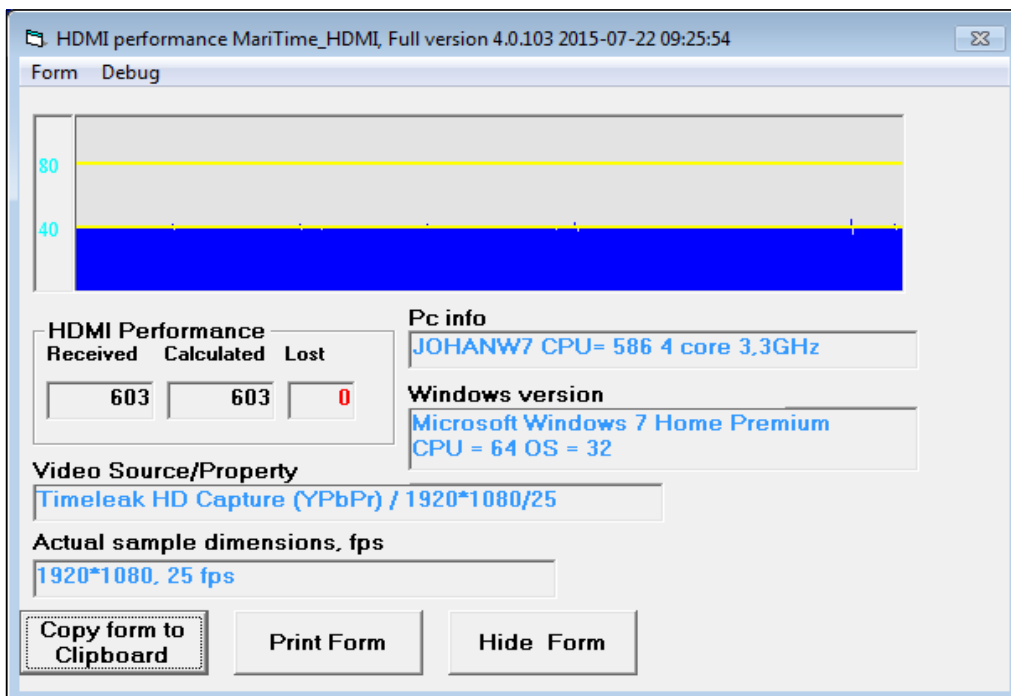 HDMI performance MariTime_HDMI, Full version 4.0.103 2015-07-22 09:25:54
Form Debug
80
40
HDMI Performance
Received Calculated Lost
603 603 0
Pc info
JOHANW7 CPU= 586 4 core 3,3GHz
Windows version
Microsoft Windows 7 Home Premium
CPU = 64 OS = 32
Video Source/Property
Timeleak HD Capture (YPbPr) / 1920*1080/25
Actual sample dimensions, fps
1920*1080, 25 fps
Copy form to
Clipboard
Print Form
Hide Form